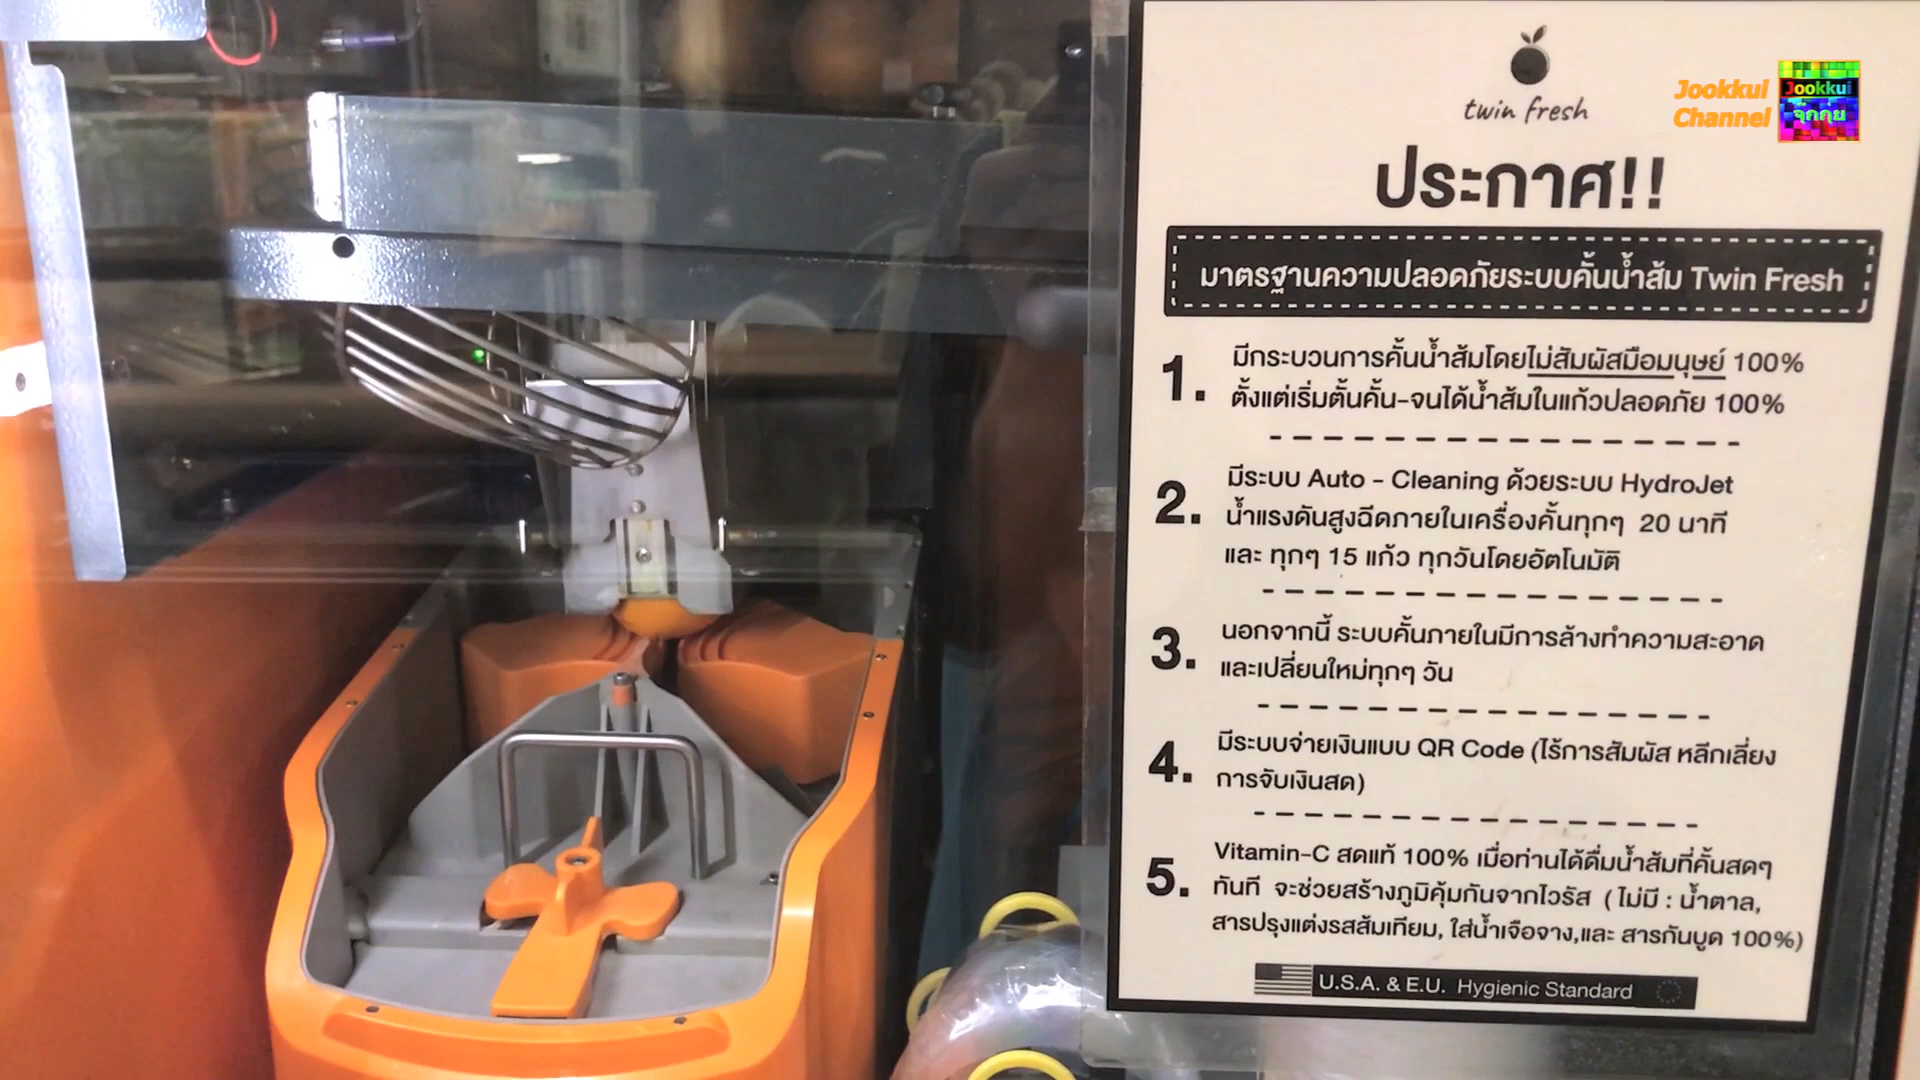 twin fresh
Jookkui
Channel
Jookkui
จุกคุย
ประกาศ!!
มาตรฐานความปลอดภัยระบบคั้นน้ำส้ม Twin Fresh
1. มีกระบวนการคั้นน้ำส้มโดยไม่สัมผัสมือมนุษย์ 100%
ตั้งแต่เริ่มต้นคั้น-จนได้น้ำส้มในแก้วปลอดภัย 100%
2. มีระบบ Auto - Cleaning ด้วยระบบ HydroJet
น้ำแรงดันสูงฉีดภายในเครื่องคั้นทุกๆ 20 นาที
และ ทุกๆ 15 แก้ว ทุกวันโดยอัตโนมัติ
3. นอกจากนี้ ระบบคั้นภายในมีการล้างทำความสะอาด
และเปลี่ยนใหม่ทุกๆ วัน
4. มีระบบจ่ายเงินแบบ QR Code (ไร้การสัมผัส หลีกเลี่ยง
การจับเงินสด)
5. Vitamin-C สดแท้ 100% เมื่อท่านได้ดื่มน้ำส้มที่คั้นสดๆ
ทันที จะช่วยสร้างภูมิคุ้มกันจากไวรัส ( ไม่มี : น้ำตาล,
สารปรุงแต่งรสส้มเทียม, ใส่น้ำเจือจาง,และ สารกันบูด 100%)
U.S.A. & E.U. Hygienic Standard